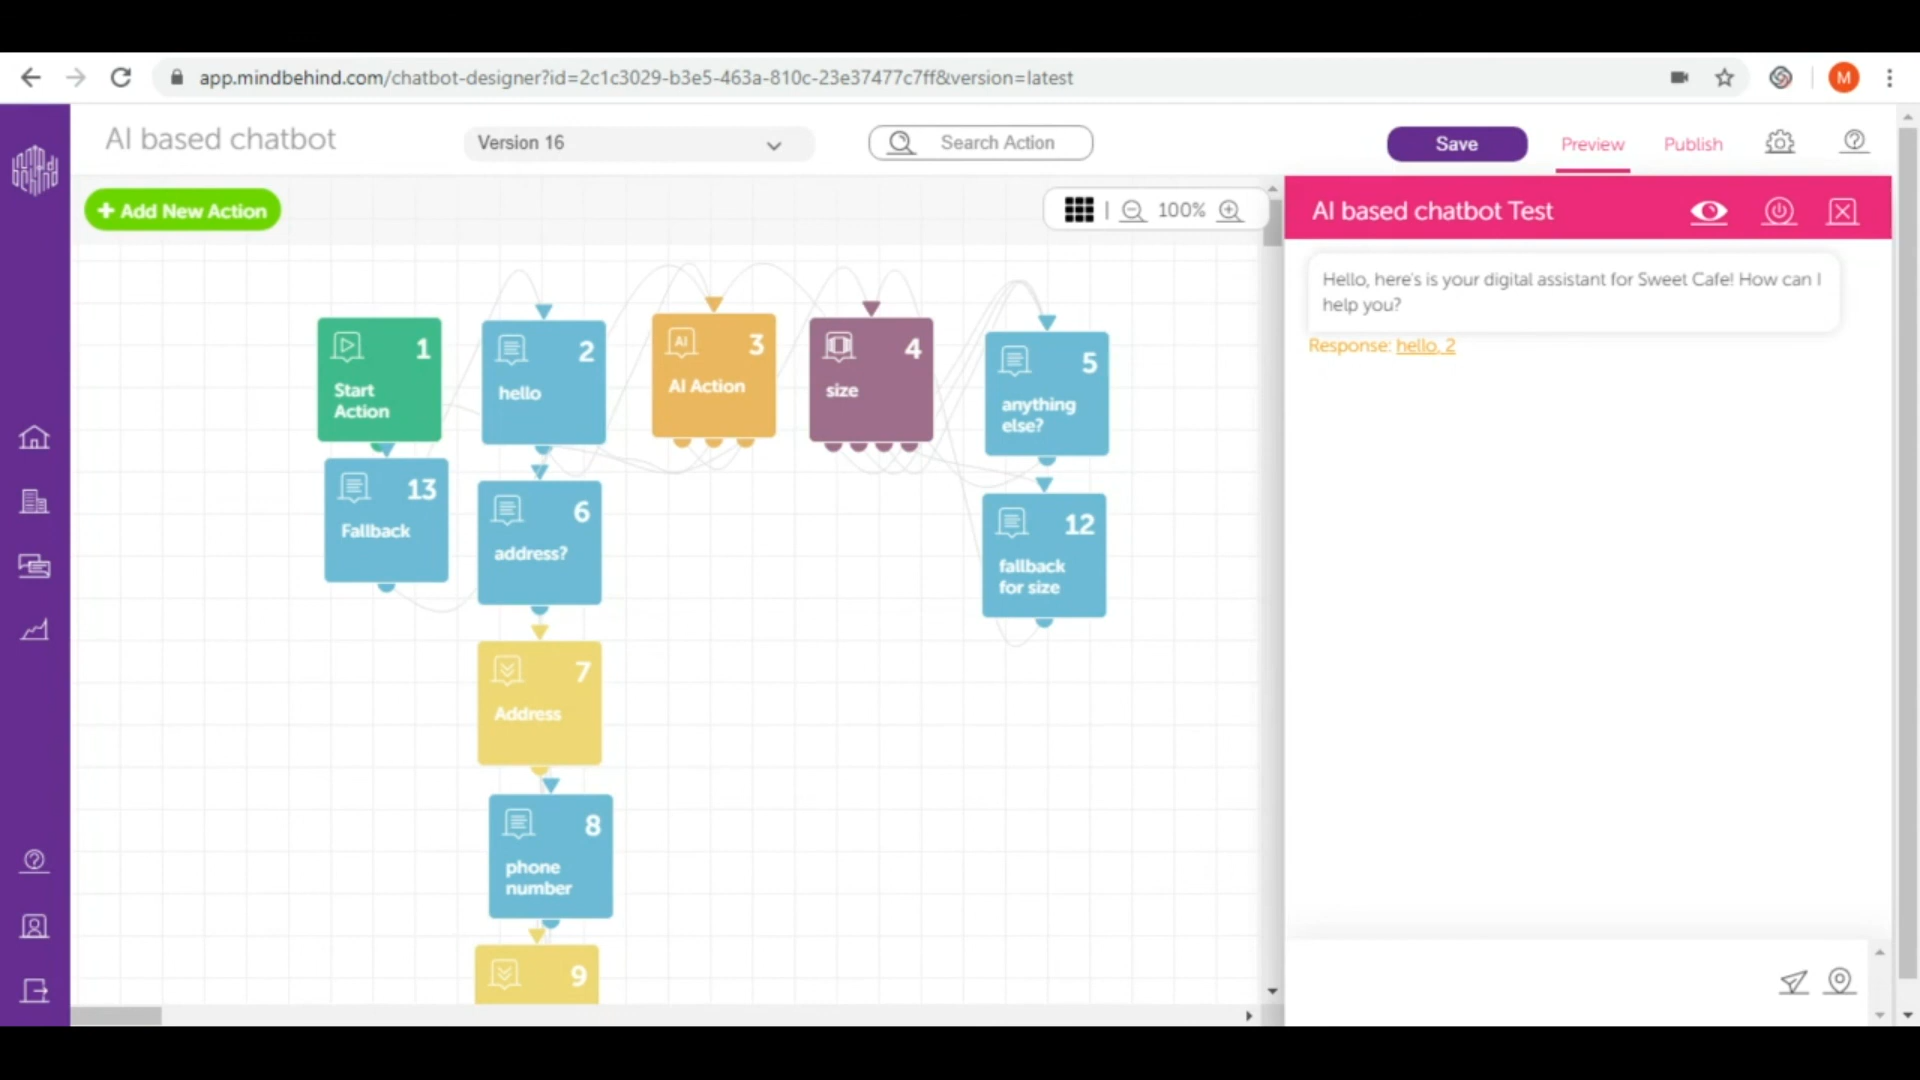 app.mindbehind.com/chatbot-designer?id=2c1c3029-b3e5-463a-810c-23e37477c7ff&version=latest
M
mind
behind
AI based chatbot
Version 16
Search Action
Save
Preview
Publish
+ Add New Action
100%
AI based chatbot Test
Hello, here's is your digital assistant for Sweet Cafe! How can I
help you?
Response: hello, 2
1
Start
Action
2
hello
AI
3
AI Action
4
size
5
anything
else?
13
Fallback
6
address?
12
fallback
for size
7
Address
8
phone
number
9